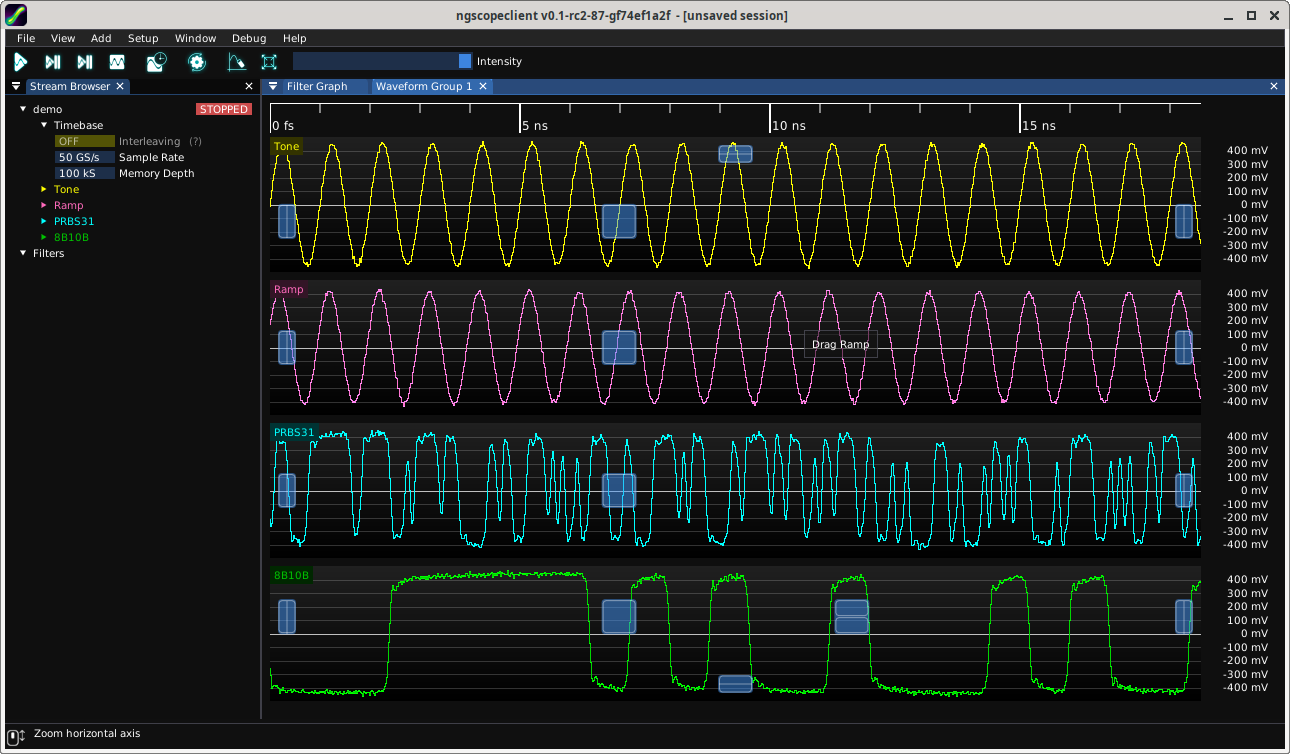 ngscopeclient v0.1-rc2-87-gf74ef1a2f - [unsaved session]
File View Add Setup Window Debug Help
Intensity
Stream Browser
Filter Graph
Waveform Group 1
demo
STOPPED
Timebase
OFF Interleaving (?)
50 GS/s Sample Rate
100 kS Memory Depth
Tone
Ramp
PRBS31
8B10B
Filters
0 fs 5 ns 10 ns 15 ns
Tone
400 mV
300 mV
200 mV
100 mV
0 mV
-100 mV
-200 mV
-300 mV
-400 mV
Ramp
Drag Ramp
400 mV
300 mV
200 mV
100 mV
0 mV
-100 mV
-200 mV
-300 mV
-400 mV
PRBS31
400 mV
300 mV
200 mV
100 mV
0 mV
-100 mV
-200 mV
-300 mV
-400 mV
8B10B
400 mV
300 mV
200 mV
100 mV
0 mV
-100 mV
-200 mV
-300 mV
-400 mV
Zoom horizontal axis